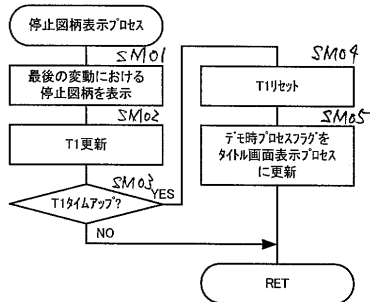 停止図柄表示プロセス
SM01
最後の変動における
停止図柄を表示
SM02
T1更新
SM03
T1タイムアップ?
YES
NO
SM04
T1リセット
SM05
デモ時プロセスフラグを
タイトル画面表示プロセス
に更新
RET